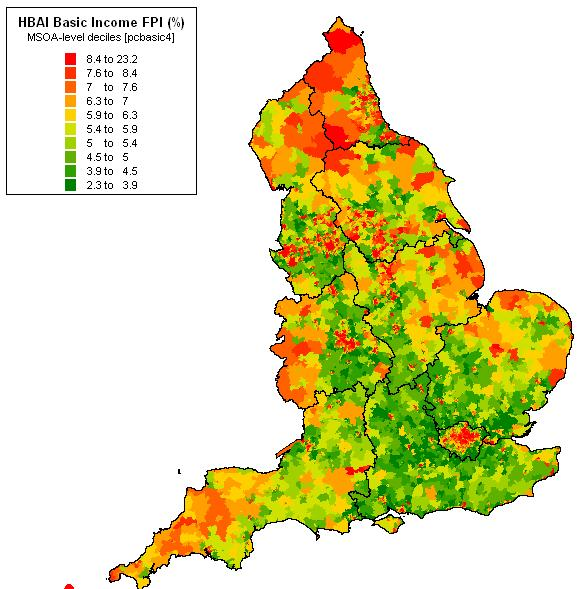 HBAI Basic Income FPI (%)
MSOA-level deciles [pcbasic4]
8.4 to 23.2
7.6 to 8.4
7 to 7.6
6.3 to 7
5.9 to 6.3
5.4 to 5.9
5 to 5.4
4.5 to 5
3.9 to 4.5
2.3 to 3.9